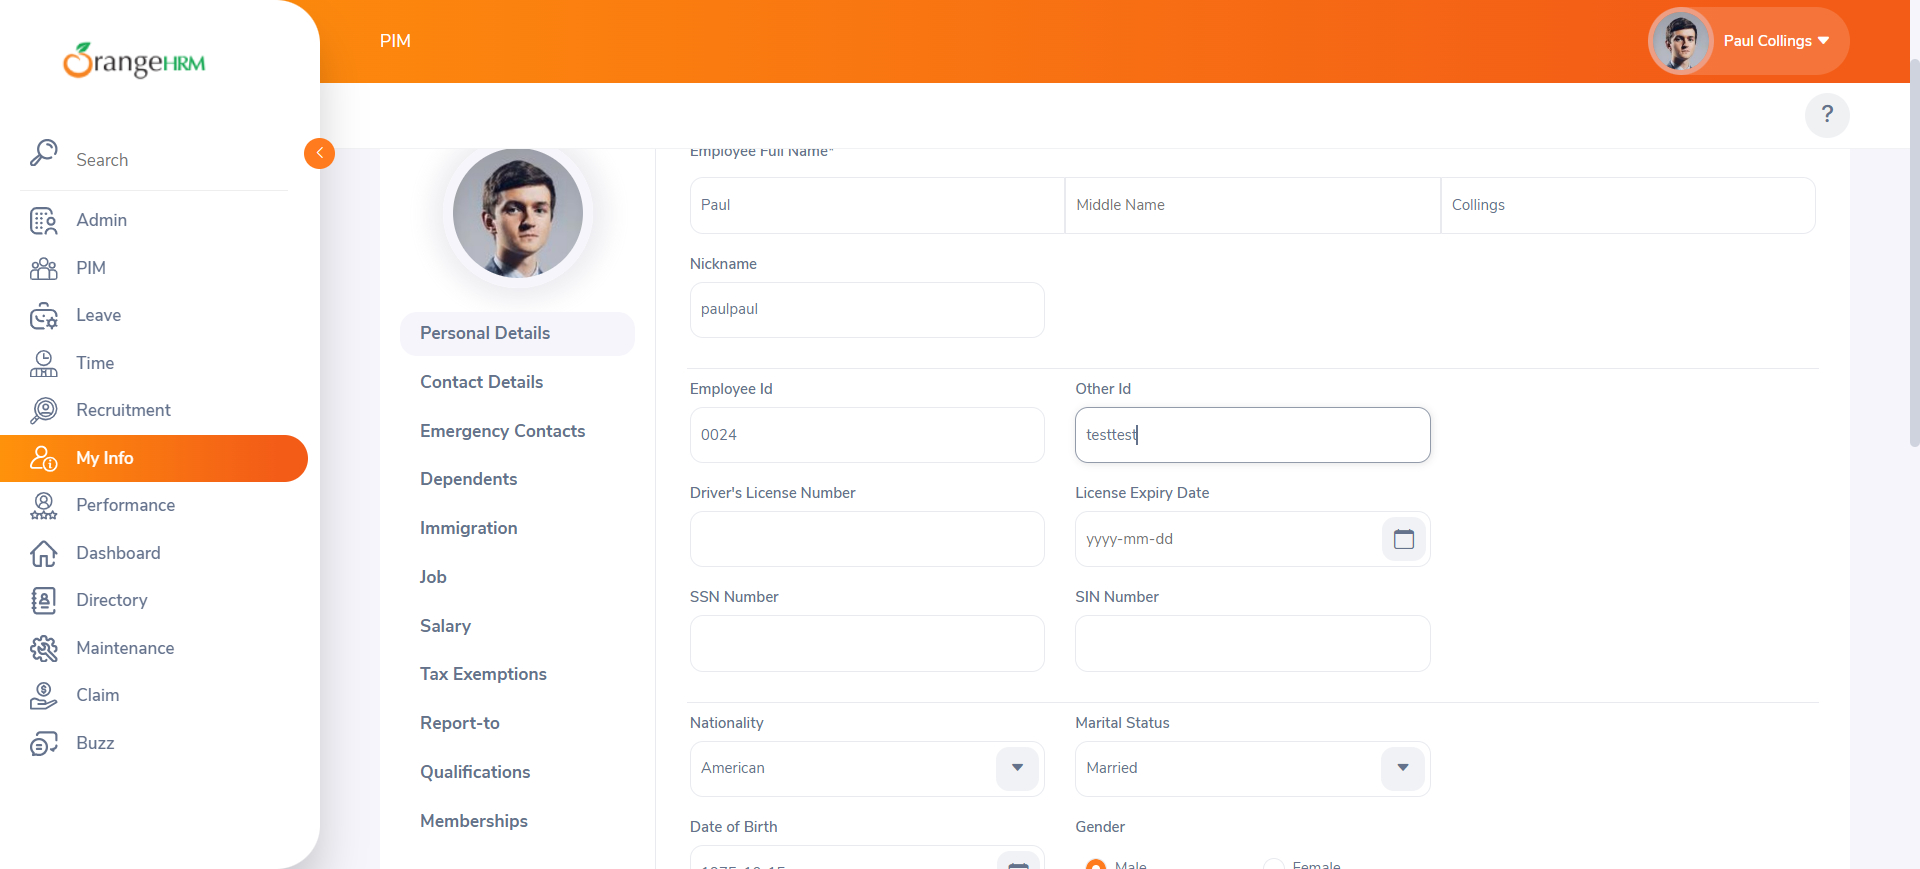 OrangeHRM
PIM
Paul Collings
?
Search
Admin
PIM
Leave
Time
Recruitment
My Info
Performance
Dashboard
Directory
Maintenance
Claim
Buzz
Personal Details
Contact Details
Emergency Contacts
Dependents
Immigration
Job
Salary
Tax Exemptions
Report-to
Qualifications
Memberships
Employee Full Name*
Paul Middle Name Collings
Nickname
paulpaul
Employee Id Other Id
0024 testtest
Driver's License Number License Expiry Date
yyyy-mm-dd
SSN Number SIN Number
Nationality Marital Status
American Married
Date of Birth Gender
Male Female